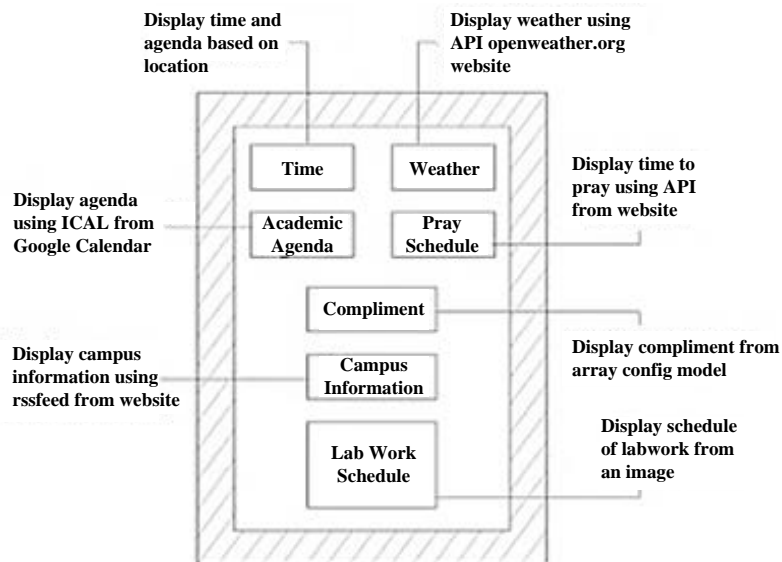 Display time and
agenda based on
location
Display weather using
API openweather.org
website
Time
Weather
Display time to
pray using API
from website
Display agenda
using ICAL from
Google Calendar
Academic
Agenda
Pray
Schedule
Compliment
Display compliment from
array config model
Display campus
information using
rssfeed from website
Campus
Information
Lab Work
Schedule
Display schedule
of labwork from
an image